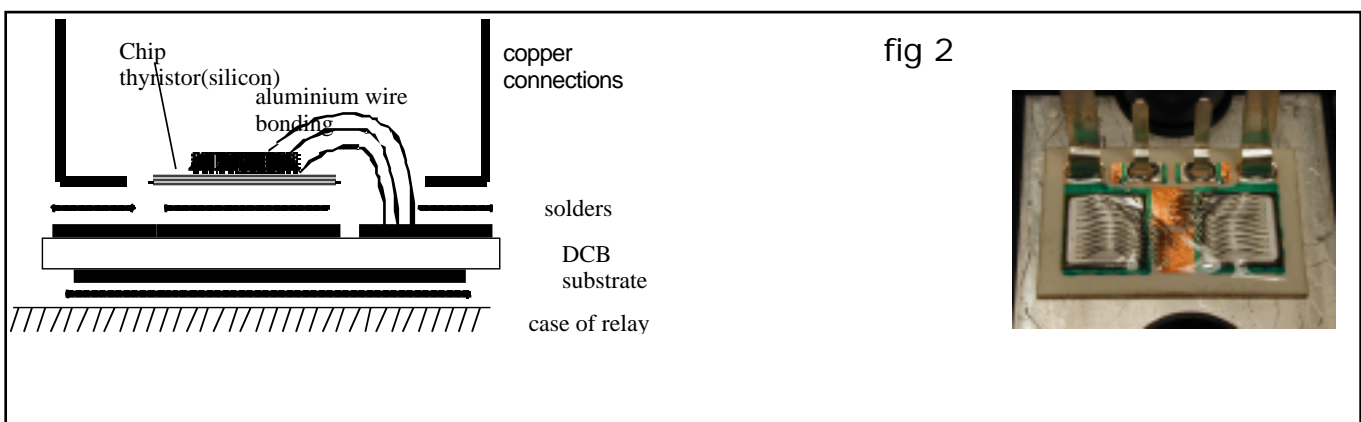 Chip
thyristor(silicon)
aluminium wire
bonding
copper
connections
fig 2
solders
DCB
substrate
case of relay